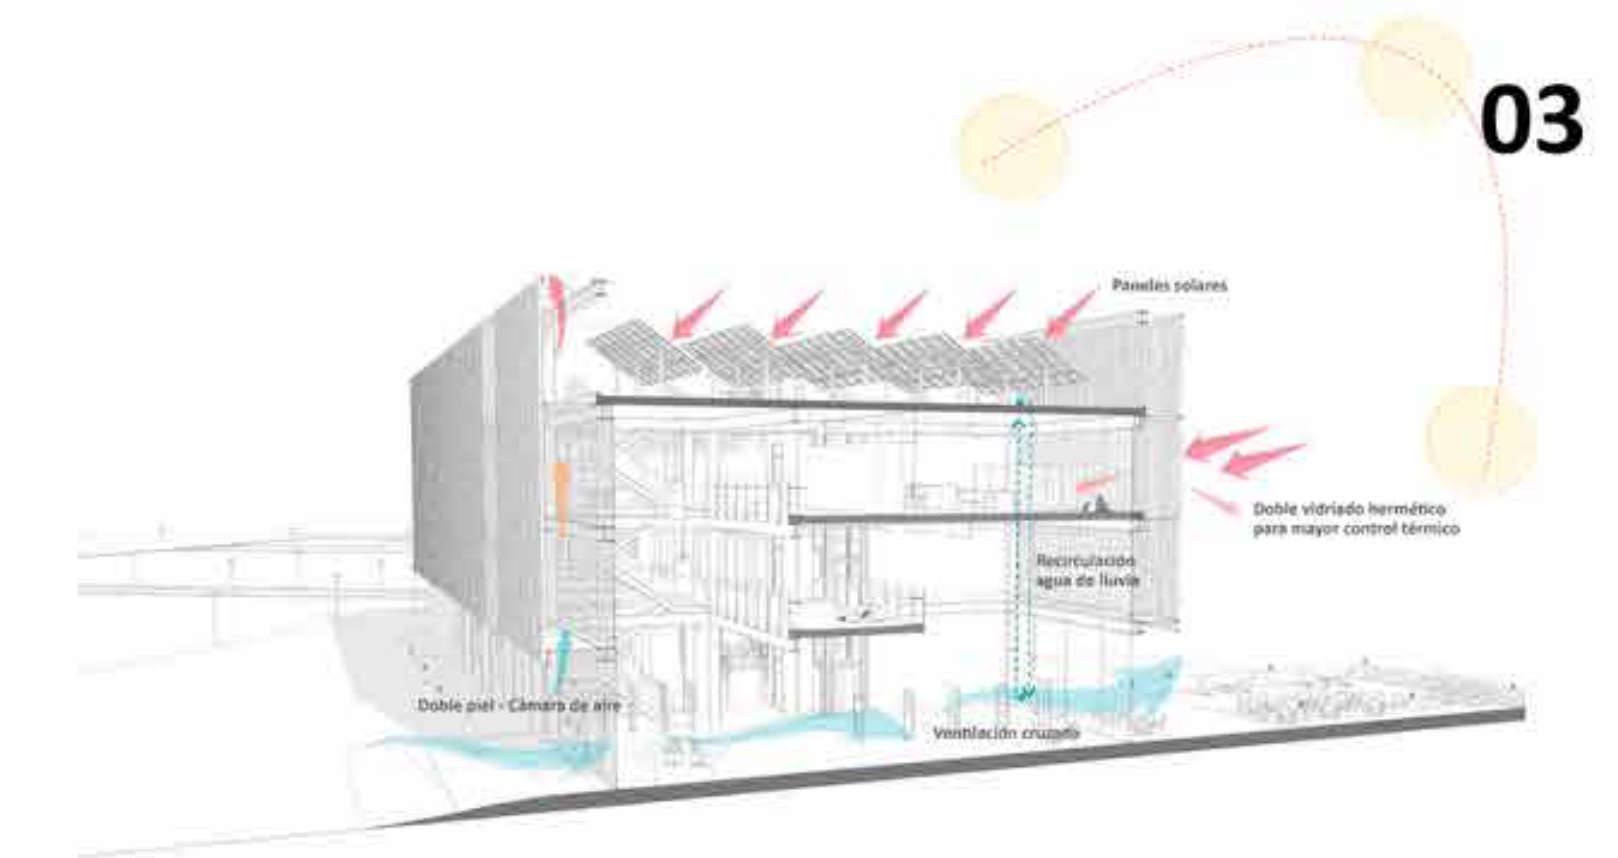 03
Paneles solares
Doble vidriado hermético
para mayor control térmico
Recirculación
agua de lluvia
Doble piel - Cámara de aire
Ventilación cruzada